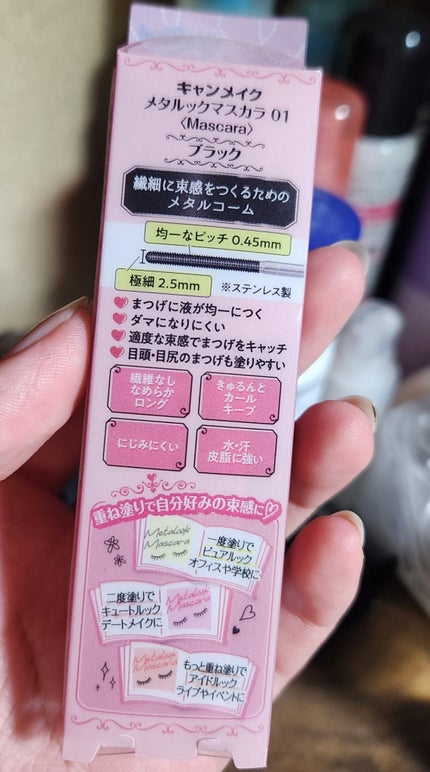 キャンメイク
メタルックマスカラ 01
〈Mascara〉
ブラック
繊細に束感をつくるための
メタルコーム
均一なピッチ 0.45mm
極細 2.5mm ※ステンレス製
まつげに液が均一につく
ダマになりにくい
適度な束感でまつげをキャッチ
目頭・目尻のまつげも塗りやすい
繊維なし
なめらか
ロング
きゅるんと
カール
キープ
にじみにくい
水・汗
皮脂に強い
重ね塗りで自分好みの束感に
Metalook
Mascara
一度塗りで
ピュアルック
オフィスや学校に
二度塗りで
キュートルック
デートメイクに
Metalook
Mascara
Metalook
Mascara
もっと重ね塗りで
アイドルック
ライブやイベントに